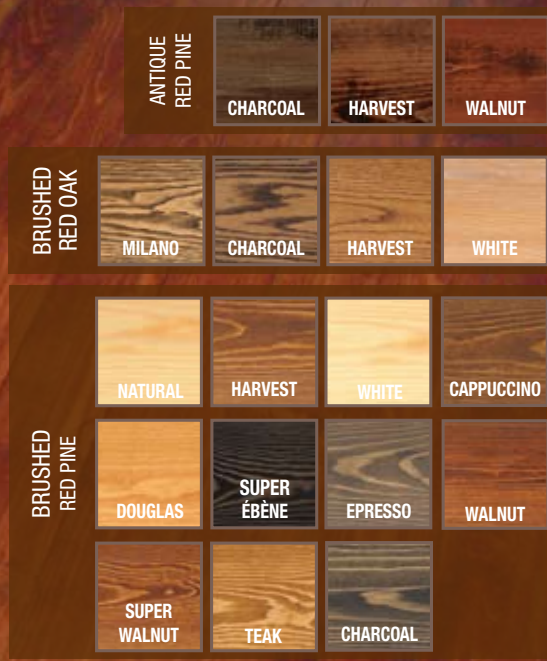 ANTIQUE
RED PINE
CHARCOAL
HARVEST
WALNUT
BRUSHED
RED OAK
MILANO
CHARCOAL
HARVEST
WHITE
BRUSHED
RED PINE
NATURAL
HARVEST
WHITE
CAPPUCCINO
DOUGLAS
SUPER
ÉBÈNE
EPRESSO
WALNUT
SUPER
WALNUT
TEAK
CHARCOAL